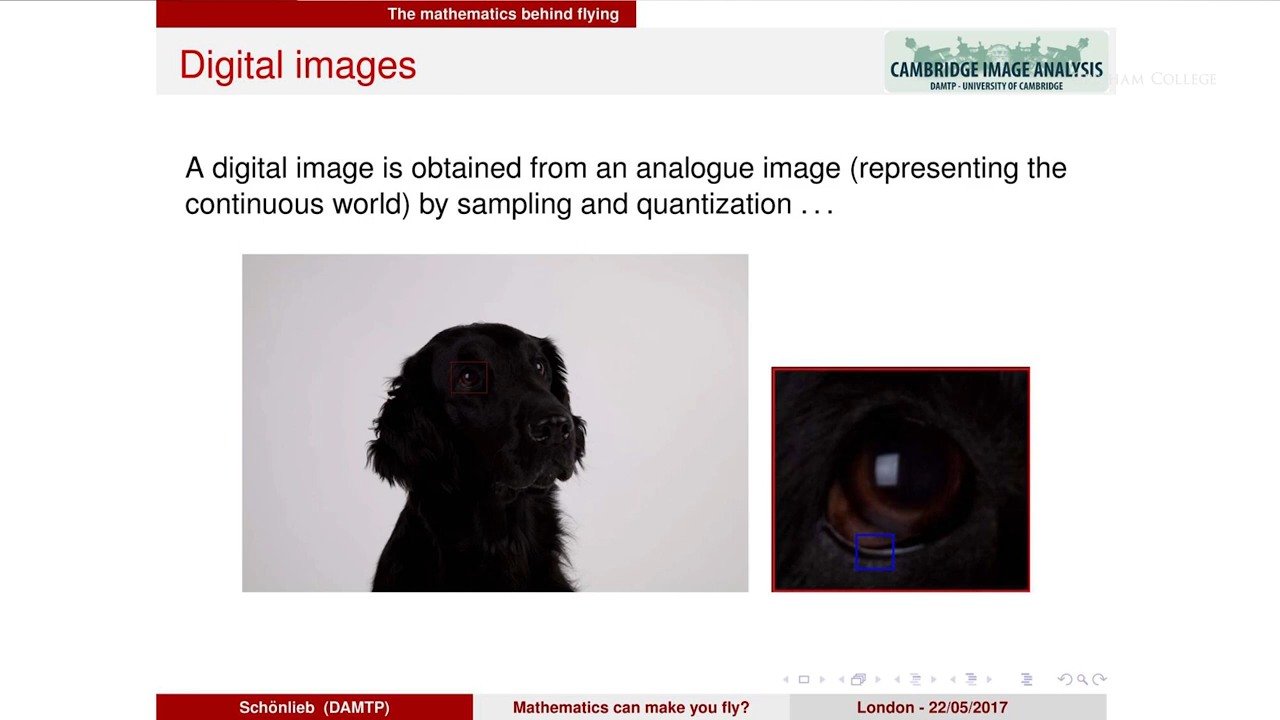 The mathematics behind flying
Digital images
CAMBRIDGE IMAGE ANALYSIS
DAMTP - UNIVERSITY OF CAMBRIDGE
COLLEGE
A digital image is obtained from an analogue image (representing the
continuous world) by sampling and quantization . . .
Schönlieb (DAMTP)
Mathematics can make you fly?
London - 22/05/2017